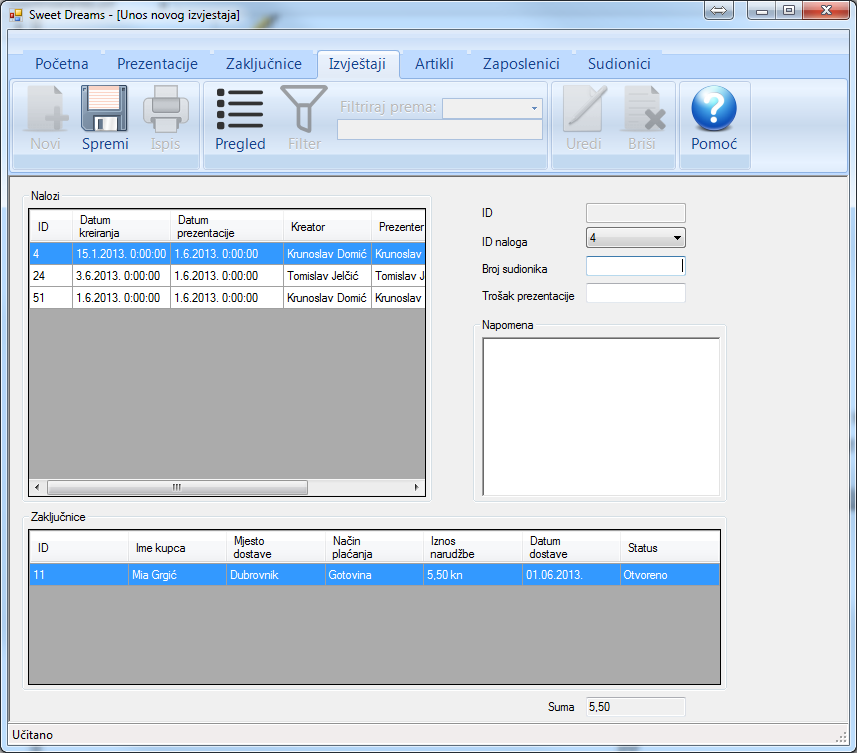 Sweet Dreams - [Unos novog izvjestaja]
Početna Prezentacije Zaključnice Izvještaji Artikli Zaposlenici Sudionici
Novi Spremi Ispis Pregled Filter Filtriraj prema: Uredi Briši Pomoć
Nalozi
ID Datum kreiranja Datum prezentacije Kreator Prezenter
4 15.1.2013. 0:00:00 1.6.2013. 0:00:00 Krunoslav Domić Krunoslav
24 3.6.2013. 0:00:00 1.6.2013. 0:00:00 Tomislav Jelčić Tomislav J
51 1.6.2013. 0:00:00 1.6.2013. 0:00:00 Krunoslav Domić Krunoslav
ID
ID naloga 4
Broj sudionika
Trošak prezentacije
Napomena
Zaključnice
ID Ime kupca Mjesto dostave Način plaćanja Iznos narudžbe Datum dostave Status
11 Mia Grgić Dubrovnik Gotovina 5,50 kn 01.06.2013. Otvoreno
Suma 5,50
Učitano